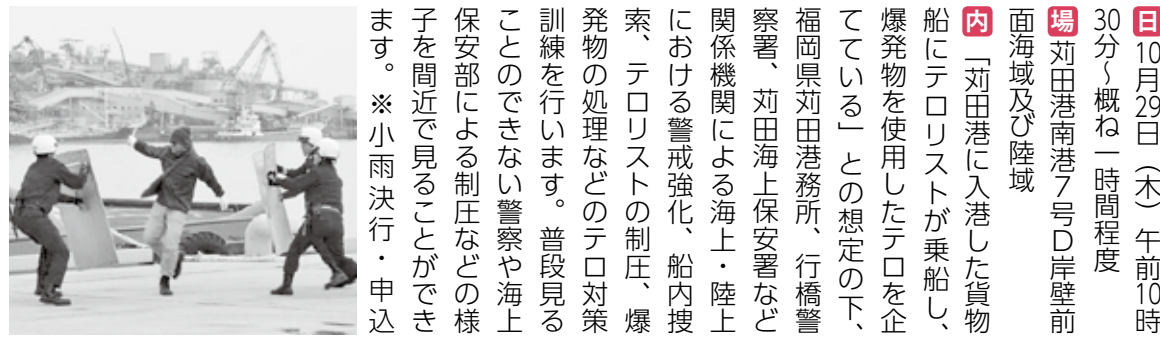 日 10月29日（木）午前10時
30分～概ね一時間程度
場 苅田港南港７号Ｄ岸壁前
面海域及び陸域
内 「苅田港に入港した貨物
船にテロリストが乗船し、
爆発物を使用したテロを企
てている」との想定の下、
福岡県苅田港務所、行橋警
察署、苅田海上保安署など
関係機関による海上・陸上
における警戒強化、船内捜
索、テロリストの制圧、爆
発物の処理などのテロ対策
訓練を行います。普段見る
ことのできない警察や海上
保安部による制圧などの様
子を間近で見ることができ
ます。※小雨決行・申込